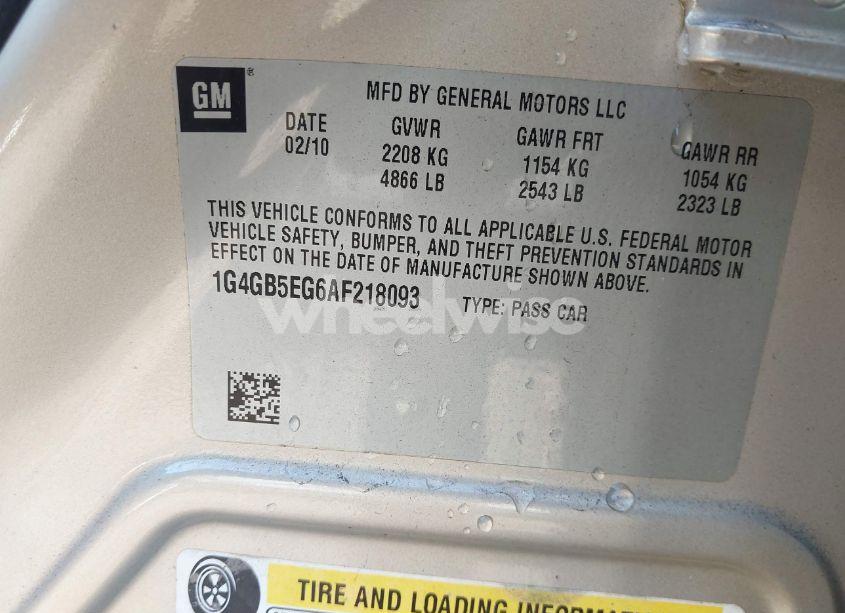 GM
MFD BY GENERAL MOTORS LLC
DATE GVWR GAWR FRT GAWR RR
02/10 2208 KG 1154 KG 1054 KG
4866 LB 2543 LB 2323 LB
THIS VEHICLE CONFORMS TO ALL APPLICABLE U.S. FEDERAL MOTOR
VEHICLE SAFETY, BUMPER, AND THEFT PREVENTION STANDARDS IN
EFFECT ON THE DATE OF MANUFACTURE SHOWN ABOVE.
1G4GB5EG6AF218093 TYPE: PASS CAR
wheelwise
TIRE AND LOADING INFORMATION